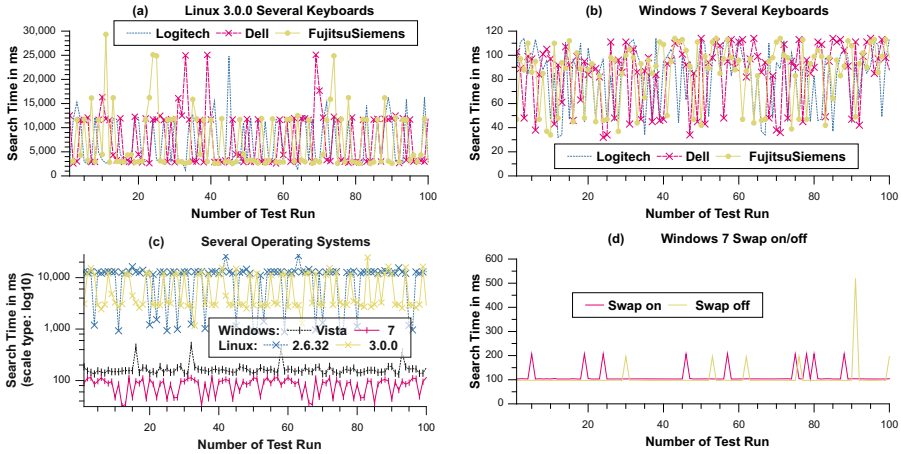 (a) Linux 3.0.0 Several Keyboards
Logitech Dell FujitsuSiemens
Search Time in ms
30,000
25,000
20,000
15,000
10,000
5,000
0
20 40 60 80 100
Number of Test Run
(b) Windows 7 Several Keyboards
Search Time in ms
120
100
80
60
40
20
0
Logitech Dell FujitsuSiemens
20 40 60 80 100
Number of Test Run
(c) Several Operating Systems
Search Time in ms
(scale type: log10)
10,000
1,000
100
Windows: Vista 7
Linux: 2.6.32 3.0.0
20 40 60 80 100
Number of Test Run
(d) Windows 7 Swap on/off
Search Time in ms
600
500
400
300
200
100
0
Swap on Swap off
20 40 60 80 100
Number of Test Run